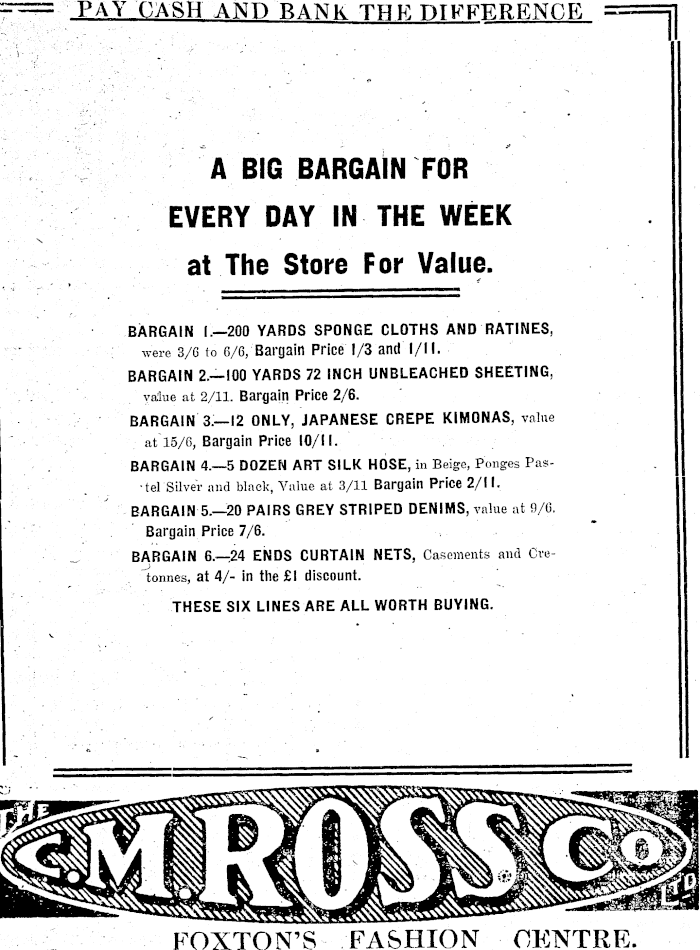 PAY CASH AND BANK THE DIFFERENCE
A BIG BARGAIN FOR
EVERY DAY IN THE WEEK
at The Store For Value.
BARGAIN 1.—200 YARDS SPONGE CLOTHS AND RATINES,
were 3/6 to 6/6, Bargain Price 1/3 and 1/11.
BARGAIN 2.—100 YARDS 72 INCH UNBLEACHED SHEETING,
value at 2/11. Bargain Price 2/6.
BARGAIN 3.—12 ONLY, JAPANESE CREPE KIMONAS, value
at 15/6, Bargain Price 10/11.
BARGAIN 4.—5 DOZEN ART SILK HOSE, in Beige, Ponges Pas-
tel Silver and black, Value at 3/11 Bargain Price 2/11.
BARGAIN 5.—20 PAIRS GREY STRIPED DENIMS, value at 9/6.
Bargain Price 7/6.
BARGAIN 6.—24 ENDS CURTAIN NETS, Casements and Cre-
tonnes, at 4/- in the £1 discount.
THESE SIX LINES ARE ALL WORTH BUYING.
THE
C.M. ROSS Co
LTD
FOXTON'S FASHION CENTRE.